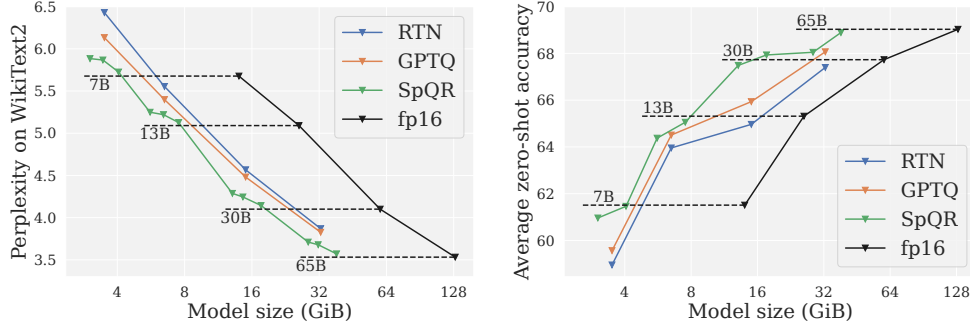 Perplexity on WikiText2
6.5
6.0
5.5
5.0
4.5
4.0
3.5
7B
13B
30B
65B
RTN
GPTQ
SpQR
fp16
4 8 16 32 64 128
Model size (GiB)
Average zero-shot accuracy
70
68
66
64
62
60
65B
30B
13B
7B
RTN
GPTQ
SpQR
fp16
4 8 16 32 64 128
Model size (GiB)